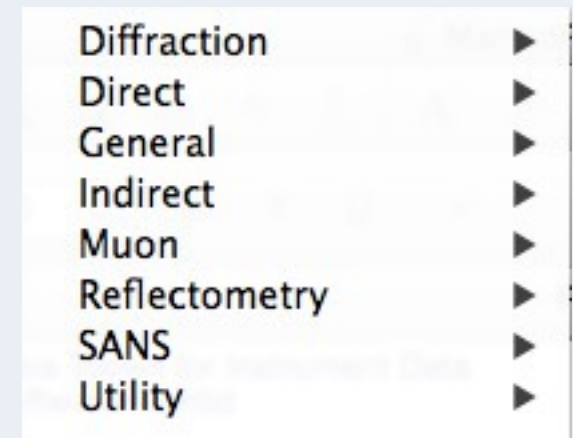 Diffraction
Direct
General
Indirect
Muon
Reflectometry
SANS
Utility